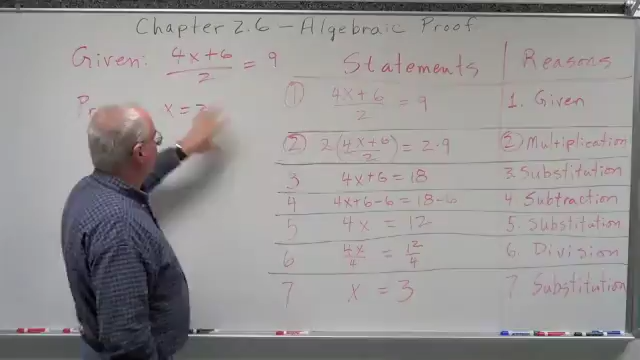 Chapter 2.6 - Algebraic Proof
Given: (4x+6)/2 = 9
x =
Statements | Reasons
① (4x+6)/2 = 9 | 1. Given
② 2((4x+6)/2) = 2·9 | ② Multiplication
3 4x+6 = 18 | 3. Substitution
4 4x+6-6 = 18-6 | 4. Subtraction
5 4x = 12 | 5. Substitution
6 4x/4 = 12/4 | 6. Division
7 x = 3 | 7 Substitution